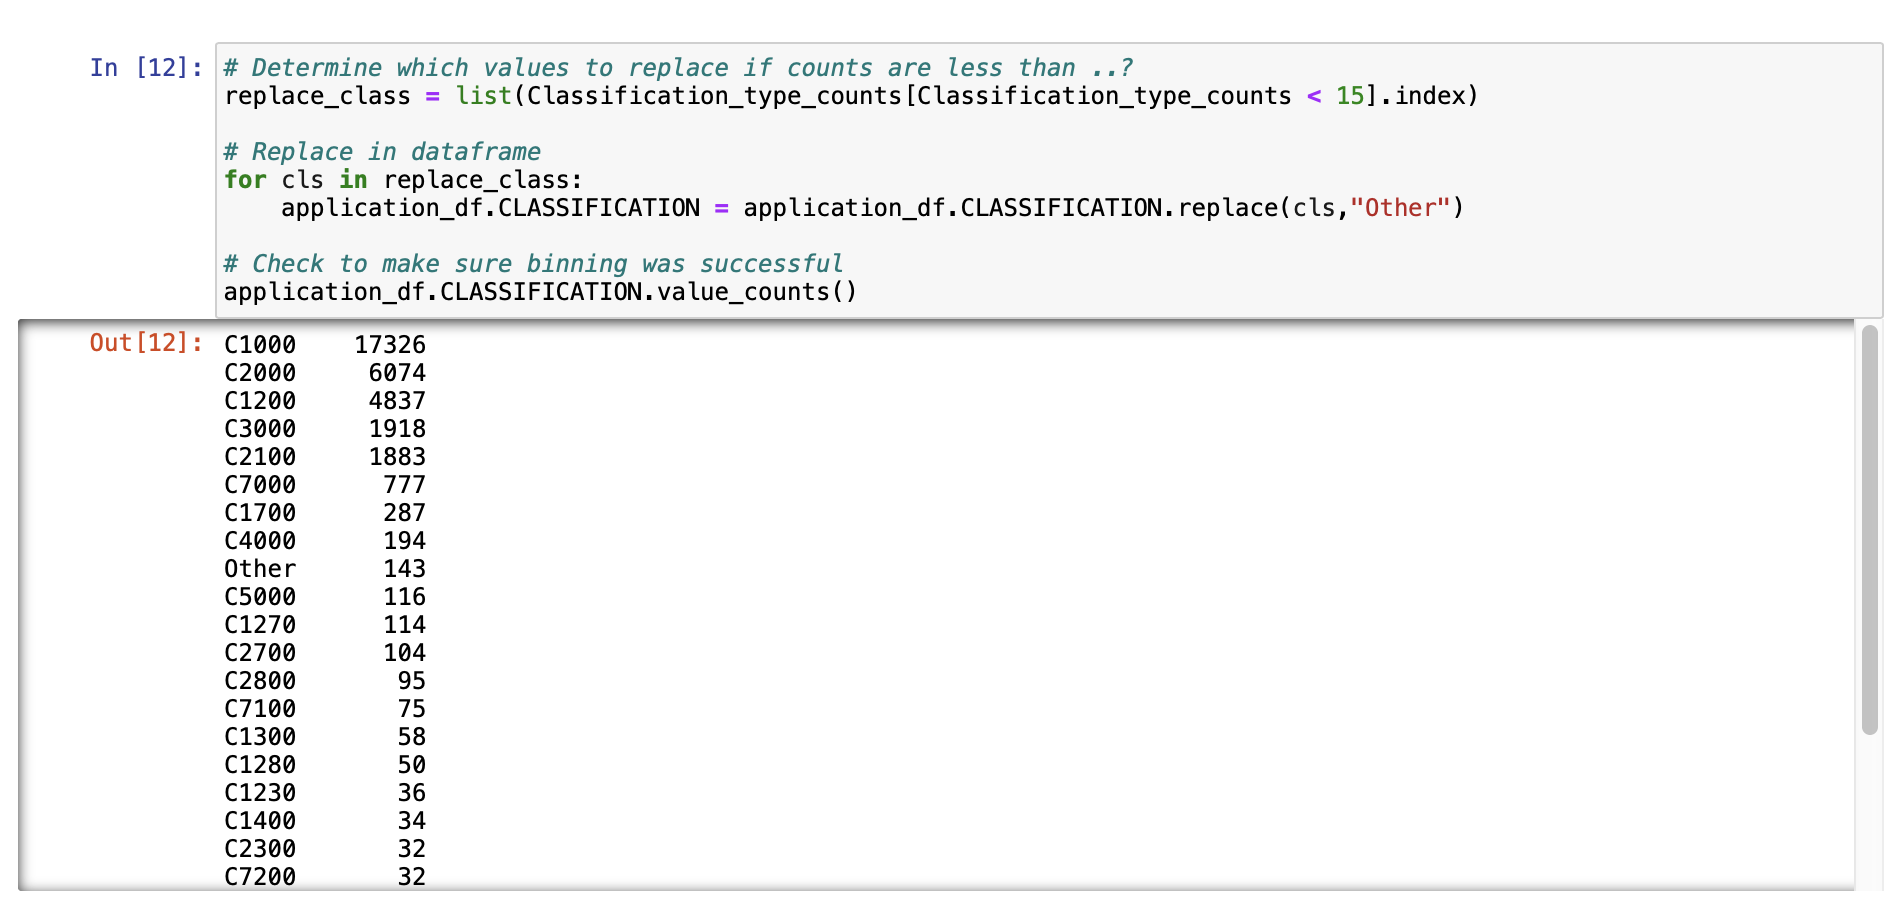 In [12]: # Determine which values to replace if counts are less than ..?
replace_class = list(Classification_type_counts[Classification_type_counts < 15].index)
# Replace in dataframe
for cls in replace_class:
    application_df.CLASSIFICATION = application_df.CLASSIFICATION.replace(cls,"Other")
# Check to make sure binning was successful
application_df.CLASSIFICATION.value_counts()
Out[12]: C1000    17326
C2000     6074
C1200     4837
C3000     1918
C2100     1883
C7000      777
C1700      287
C4000      194
Other      143
C5000      116
C1270      114
C2700      104
C2800       95
C7100       75
C1300       58
C1280       50
C1230       36
C1400       34
C2300       32
C7200       32